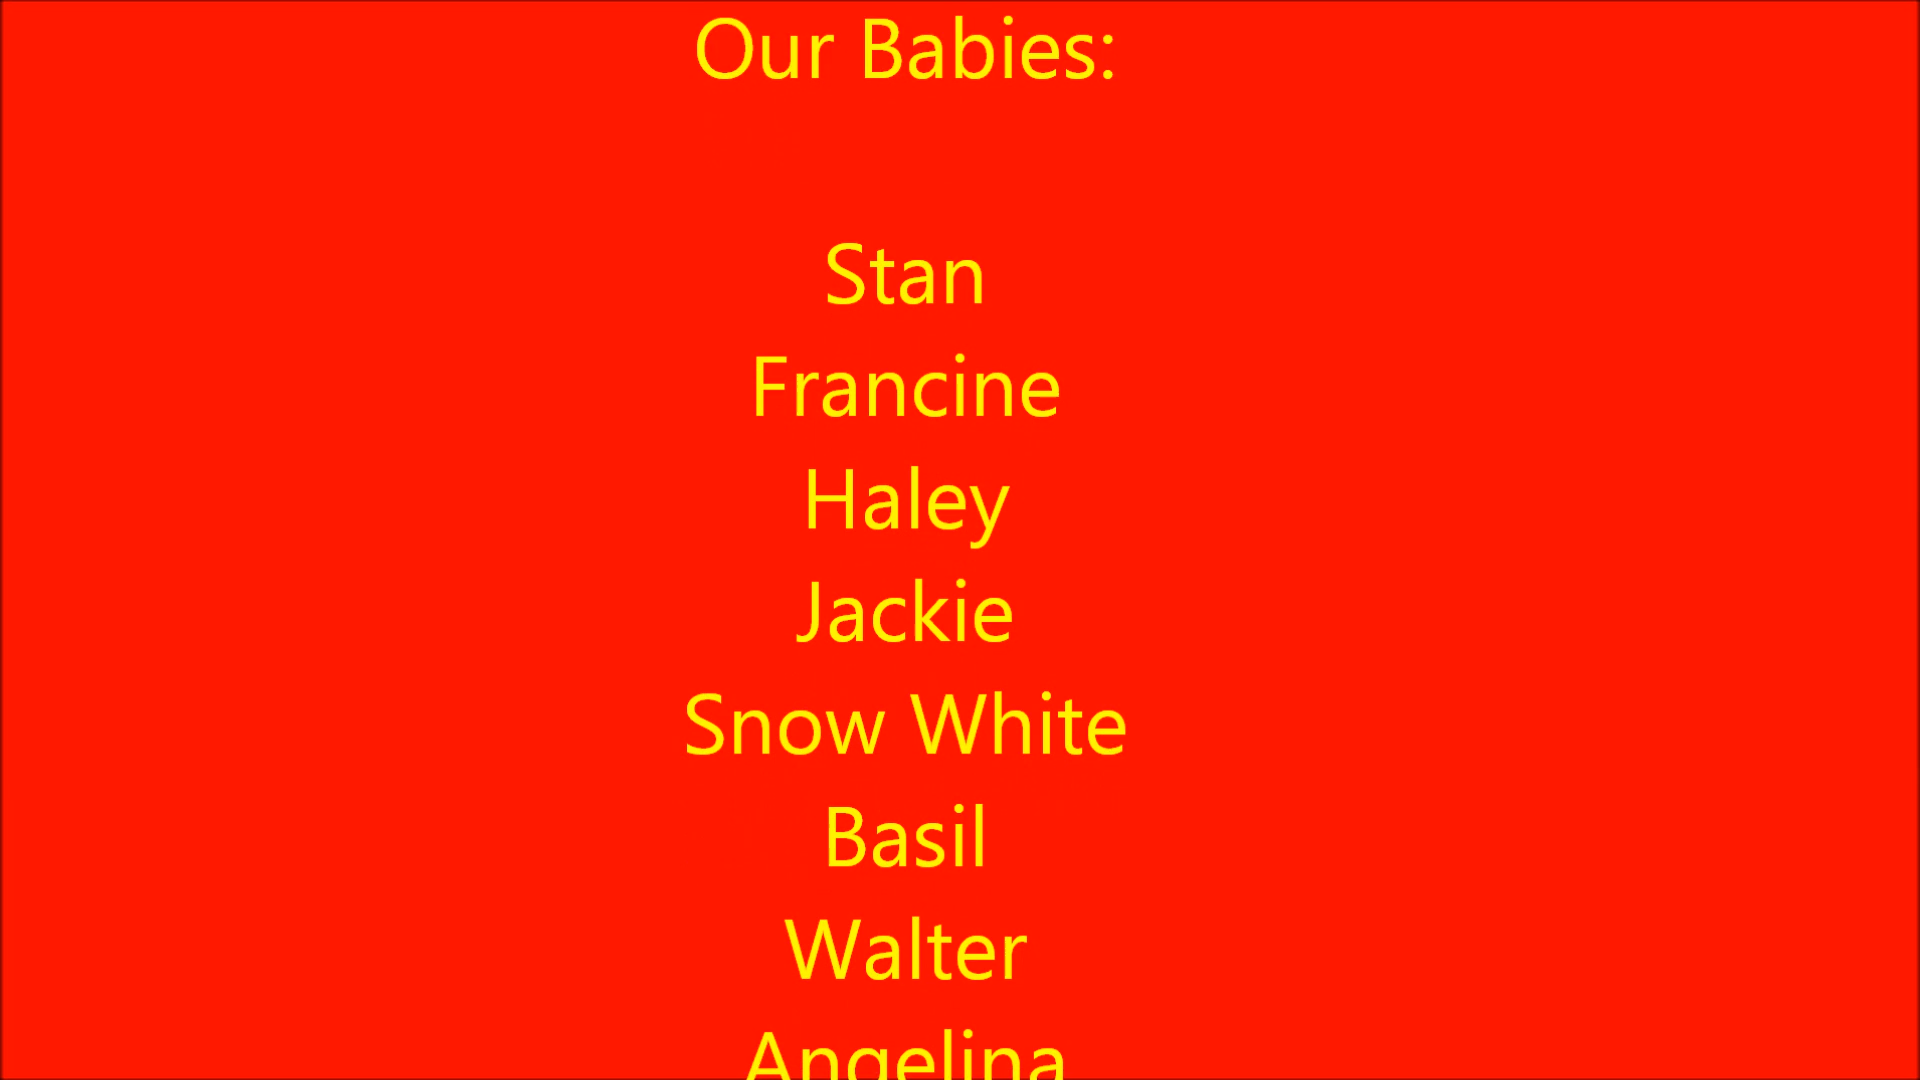 Our Babies:
Stan
Francine
Haley
Jackie
Snow White
Basil
Walter
Angelina